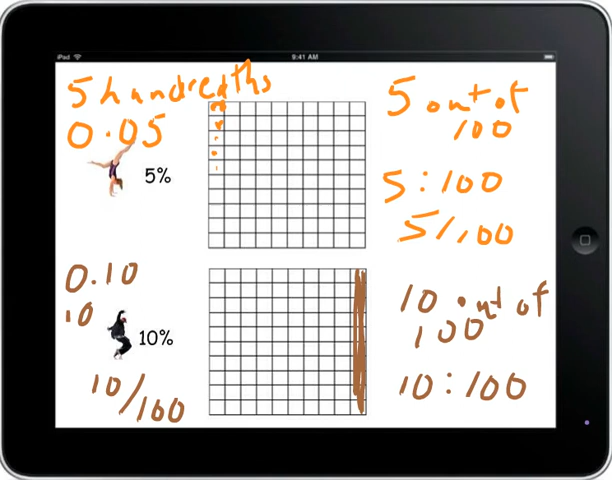 iPad
9:41 AM
5 hundredths
0.05
5%
5 out of
100
5:100
5/100
0.10
.10
10%
10/100
10 out of
100
10:100